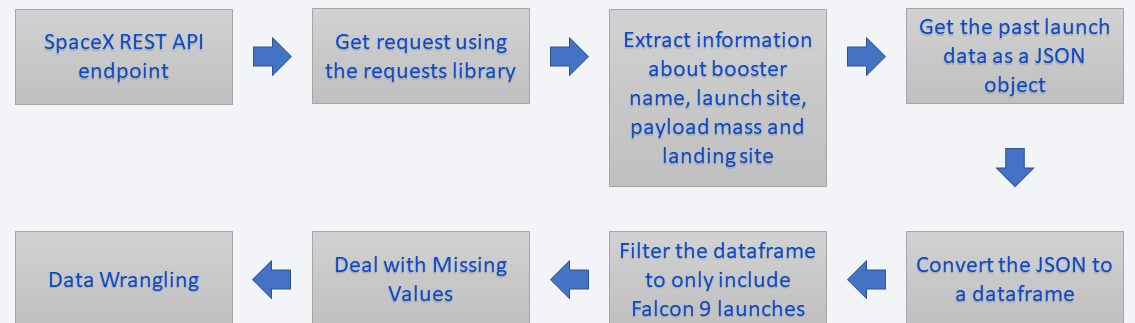 SpaceX REST API
endpoint
Get request using
the requests library
Extract information
about booster
name, launch site,
payload mass and
landing site
Get the past launch
data as a JSON
object
Convert the JSON to
a dataframe
Filter the dataframe
to only include
Falcon 9 launches
Deal with Missing
Values
Data Wrangling